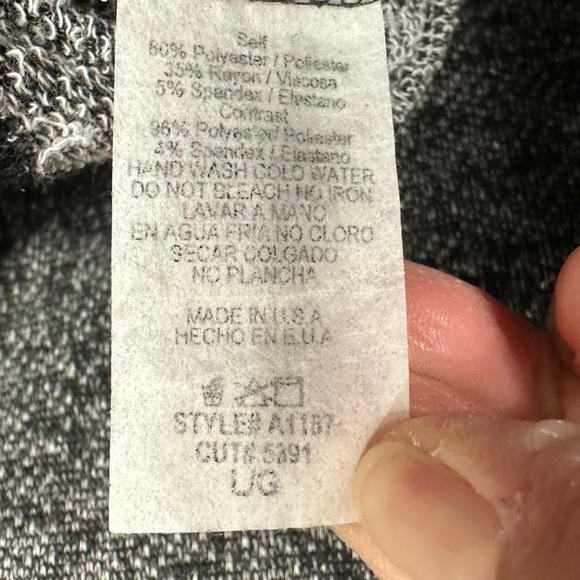 Self
60% Polyester / Poliester
35% Rayon / Viscosa
5% Spandex / Elastano
Contrast
96% Polyester / Poliester
4% Spandex / Elastano
HAND WASH COLD WATER
DO NOT BLEACH NO IRON
LAVAR A MANO
EN AGUA FRIA NO CLORO
SECAR COLGADO
NO PLANCHA
MADE IN U.S.A
HECHO EN E.U.A
STYLE# A1187
CUT# 5391
L/G